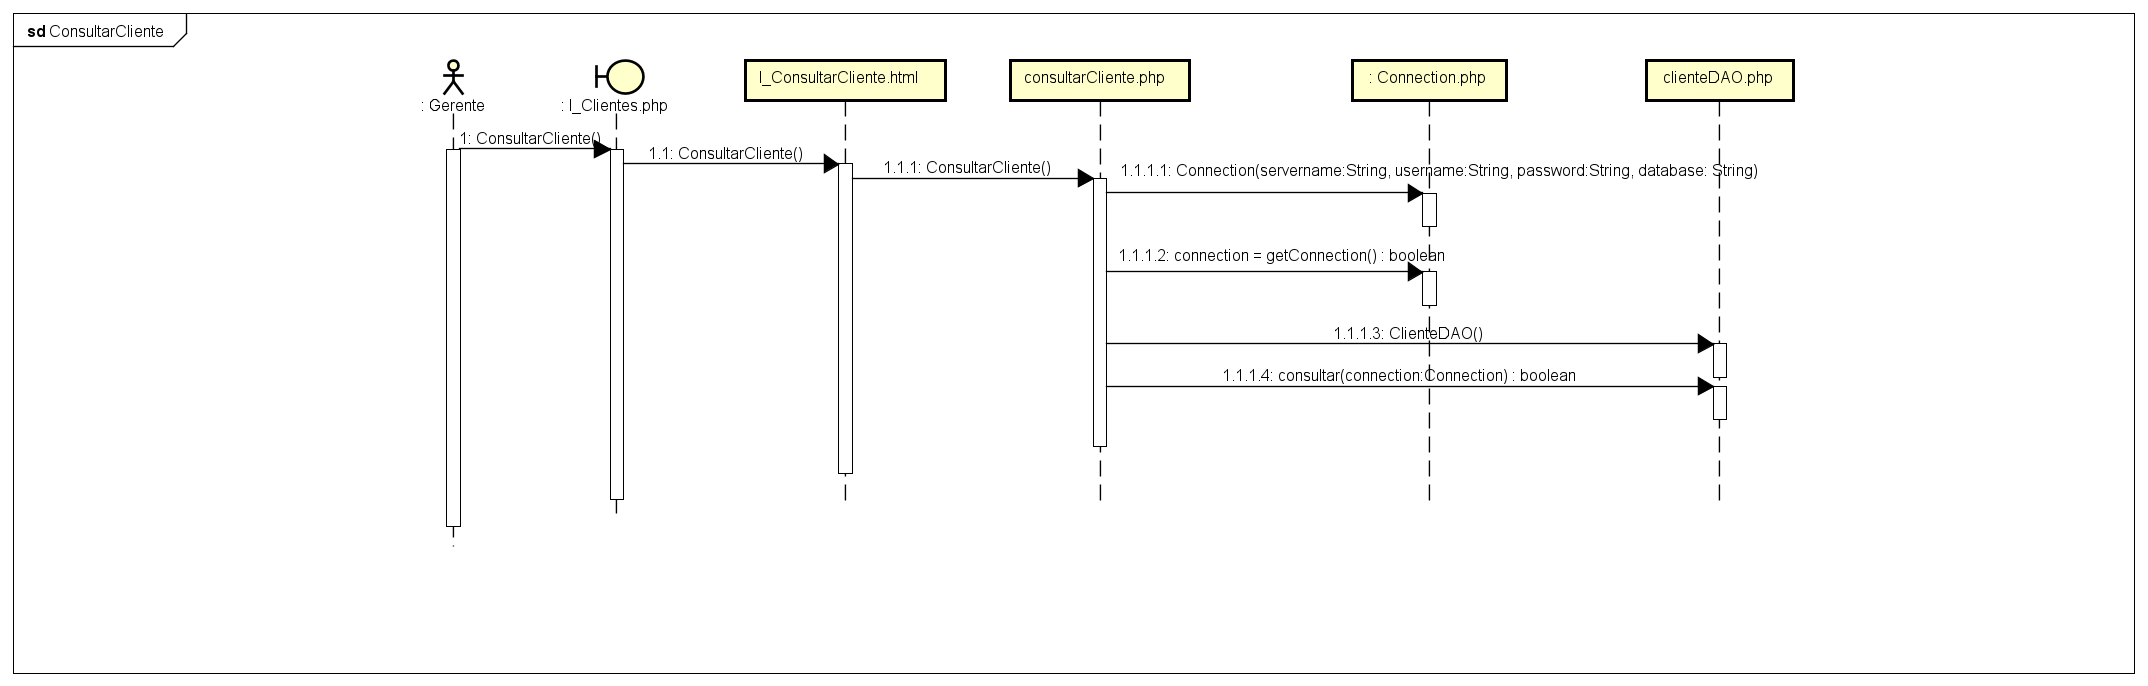 sd ConsultarCliente
: Gerente
: I_Clientes.php
I_ConsultarCliente.html
consultarCliente.php
: Connection.php
clienteDAO.php
1: ConsultarCliente()
1.1: ConsultarCliente()
1.1.1: ConsultarCliente()
1.1.1.1: Connection(servername:String, username:String, password:String, database: String)
1.1.1.2: connection = getConnection() : boolean
1.1.1.3: ClienteDAO()
1.1.1.4: consultar(connection:Connection) : boolean